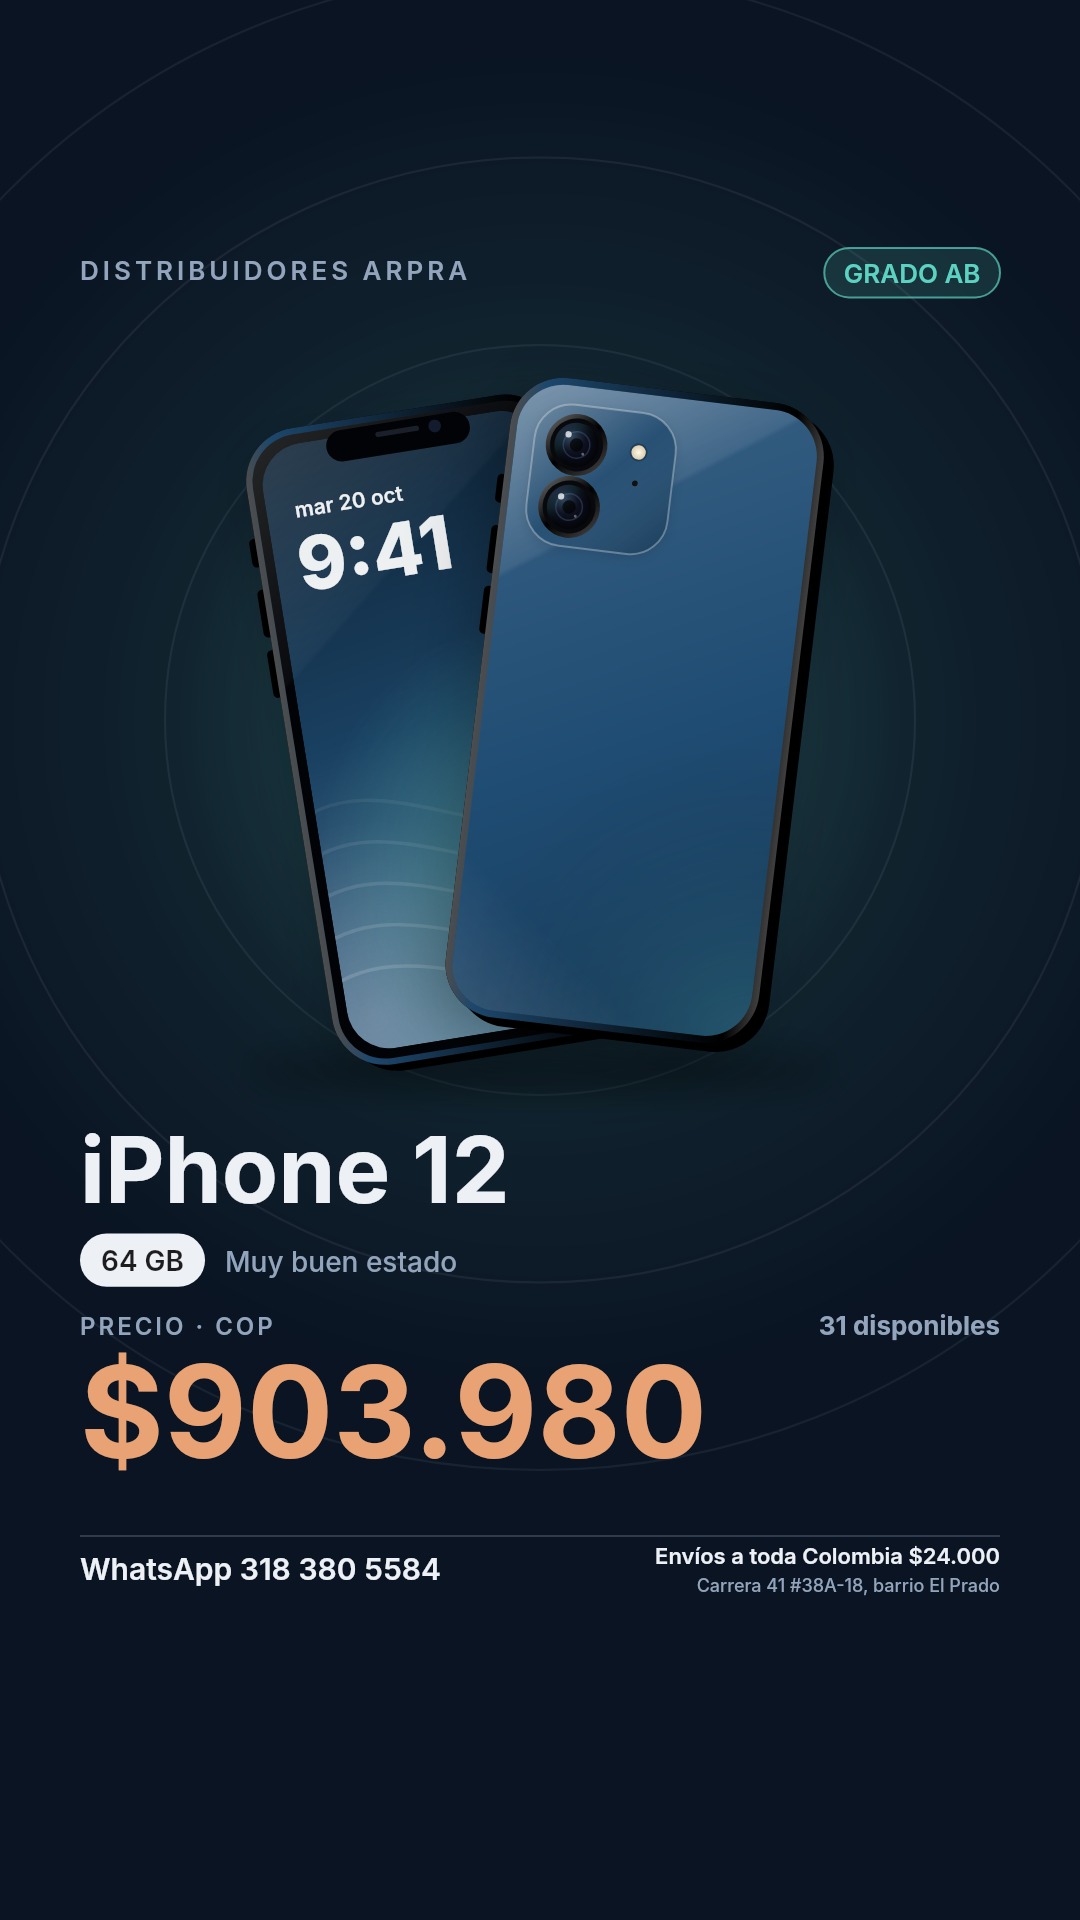 DISTRIBUIDORES ARPRA
GRADO AB
mar 20 oct
9:41
iPhone 12
64 GB
Muy buen estado
PRECIO · COP
31 disponibles
$903.980
WhatsApp 318 380 5584
Envíos a toda Colombia $24.000
Carrera 41 #38A-18, barrio El Prado